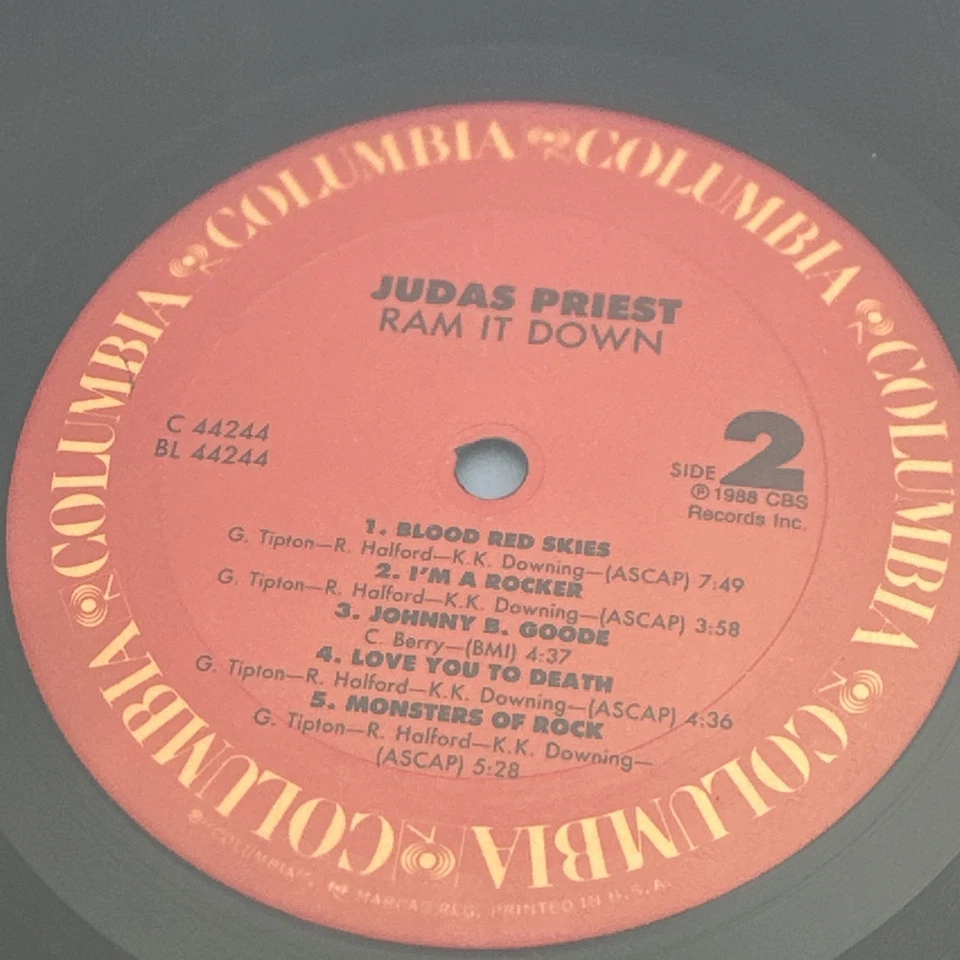 COLUMBIA COLUMBIA COLUMBIA COLUMBIA COLUMBIA COLUMBIA COLUMBIA
JUDAS PRIEST
RAM IT DOWN
C 44244
BL 44244
SIDE 2
℗ 1988 CBS
Records Inc.
1. BLOOD RED SKIES
G. Tipton—R. Halford—K.K. Downing—(ASCAP) 7:49
2. I'M A ROCKER
G. Tipton—R. Halford—K.K. Downing—(ASCAP) 3:58
3. JOHNNY B. GOODE
C. Berry—(BMI) 4:37
4. LOVE YOU TO DEATH
G. Tipton—R. Halford—K.K. Downing—(ASCAP) 4:36
5. MONSTERS OF ROCK
G. Tipton—R. Halford—K.K. Downing—
(ASCAP) 5:28
"COLUMBIA", MARCAS REG. PRINTED IN U.S.A.